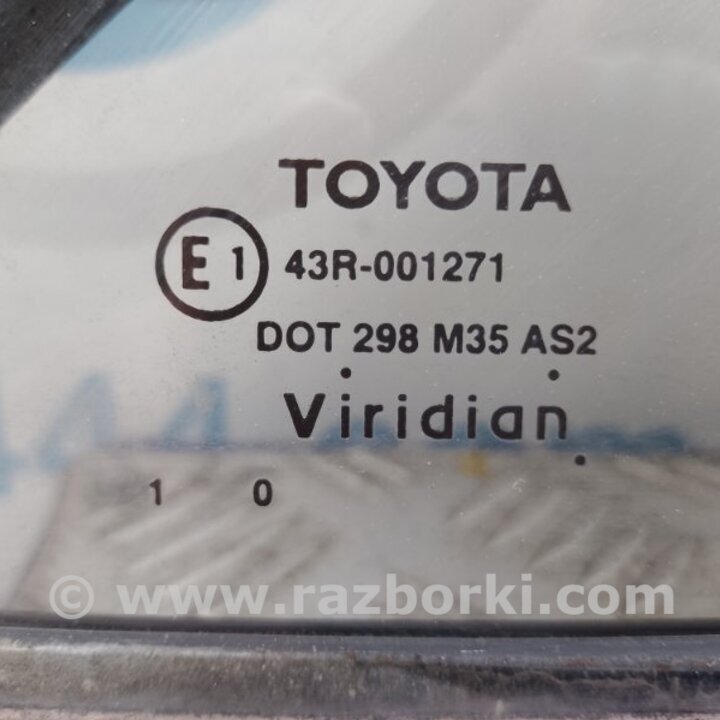 TOYOTA
E1 43R-001271
DOT 298 M35 AS2
Viridian
1 0
© www.razborki.com